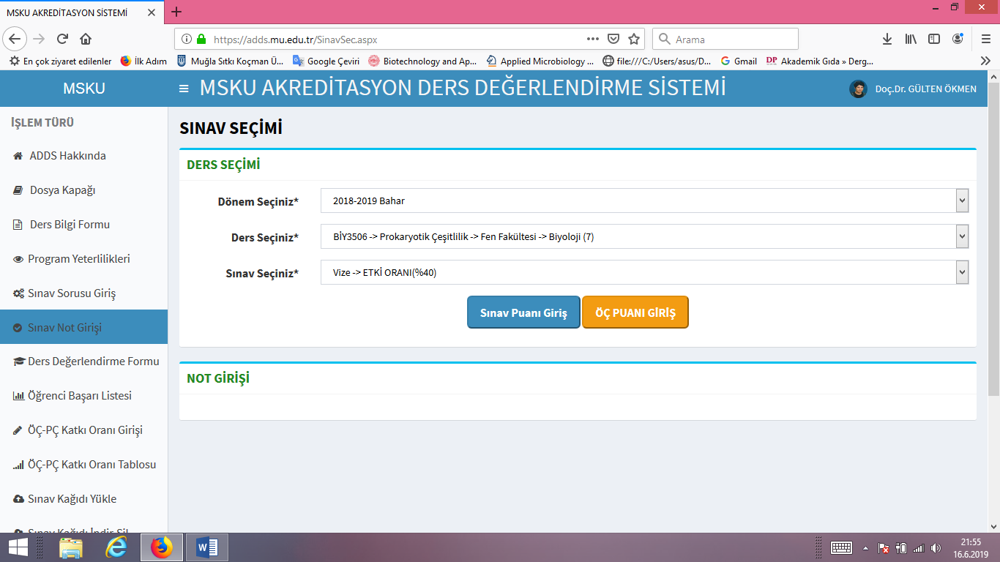 MSKU AKREDİTASYON SİSTEMİ
https://adds.mu.edu.tr/SinavSec.aspx
Arama
En çok ziyaret edilenler
İlk Adım
Muğla Sıtkı Koçman Ü...
Google Çeviri
Biotechnology and Ap...
Applied Microbiology ...
file:///C:/Users/asus/D...
Gmail
DP Akademik Gıda » Derg...
MSKU
MSKU AKREDİTASYON DERS DEĞERLENDİRME SİSTEMİ
Doç.Dr. GÜLTEN ÖKMEN
İŞLEM TÜRÜ
ADDS Hakkında
Dosya Kapağı
Ders Bilgi Formu
Program Yeterlilikleri
Sınav Sorusu Giriş
Sınav Not Girişi
Ders Değerlendirme Formu
Öğrenci Başarı Listesi
ÖÇ-PÇ Katkı Oranı Girişi
ÖÇ-PÇ Katkı Oranı Tablosu
Sınav Kağıdı Yükle
Sınav Kağıdı İndir Sil
SINAV SEÇİMİ
DERS SEÇİMİ
Dönem Seçiniz*
2018-2019 Bahar
Ders Seçiniz*
BİY3506 -> Prokaryotik Çeşitlilik -> Fen Fakültesi -> Biyoloji (7)
Sınav Seçiniz*
Vize -> ETKİ ORANI(%40)
Sınav Puanı Giriş
ÖÇ PUANI GİRİŞ
NOT GİRİŞİ
21:55
16.6.2019